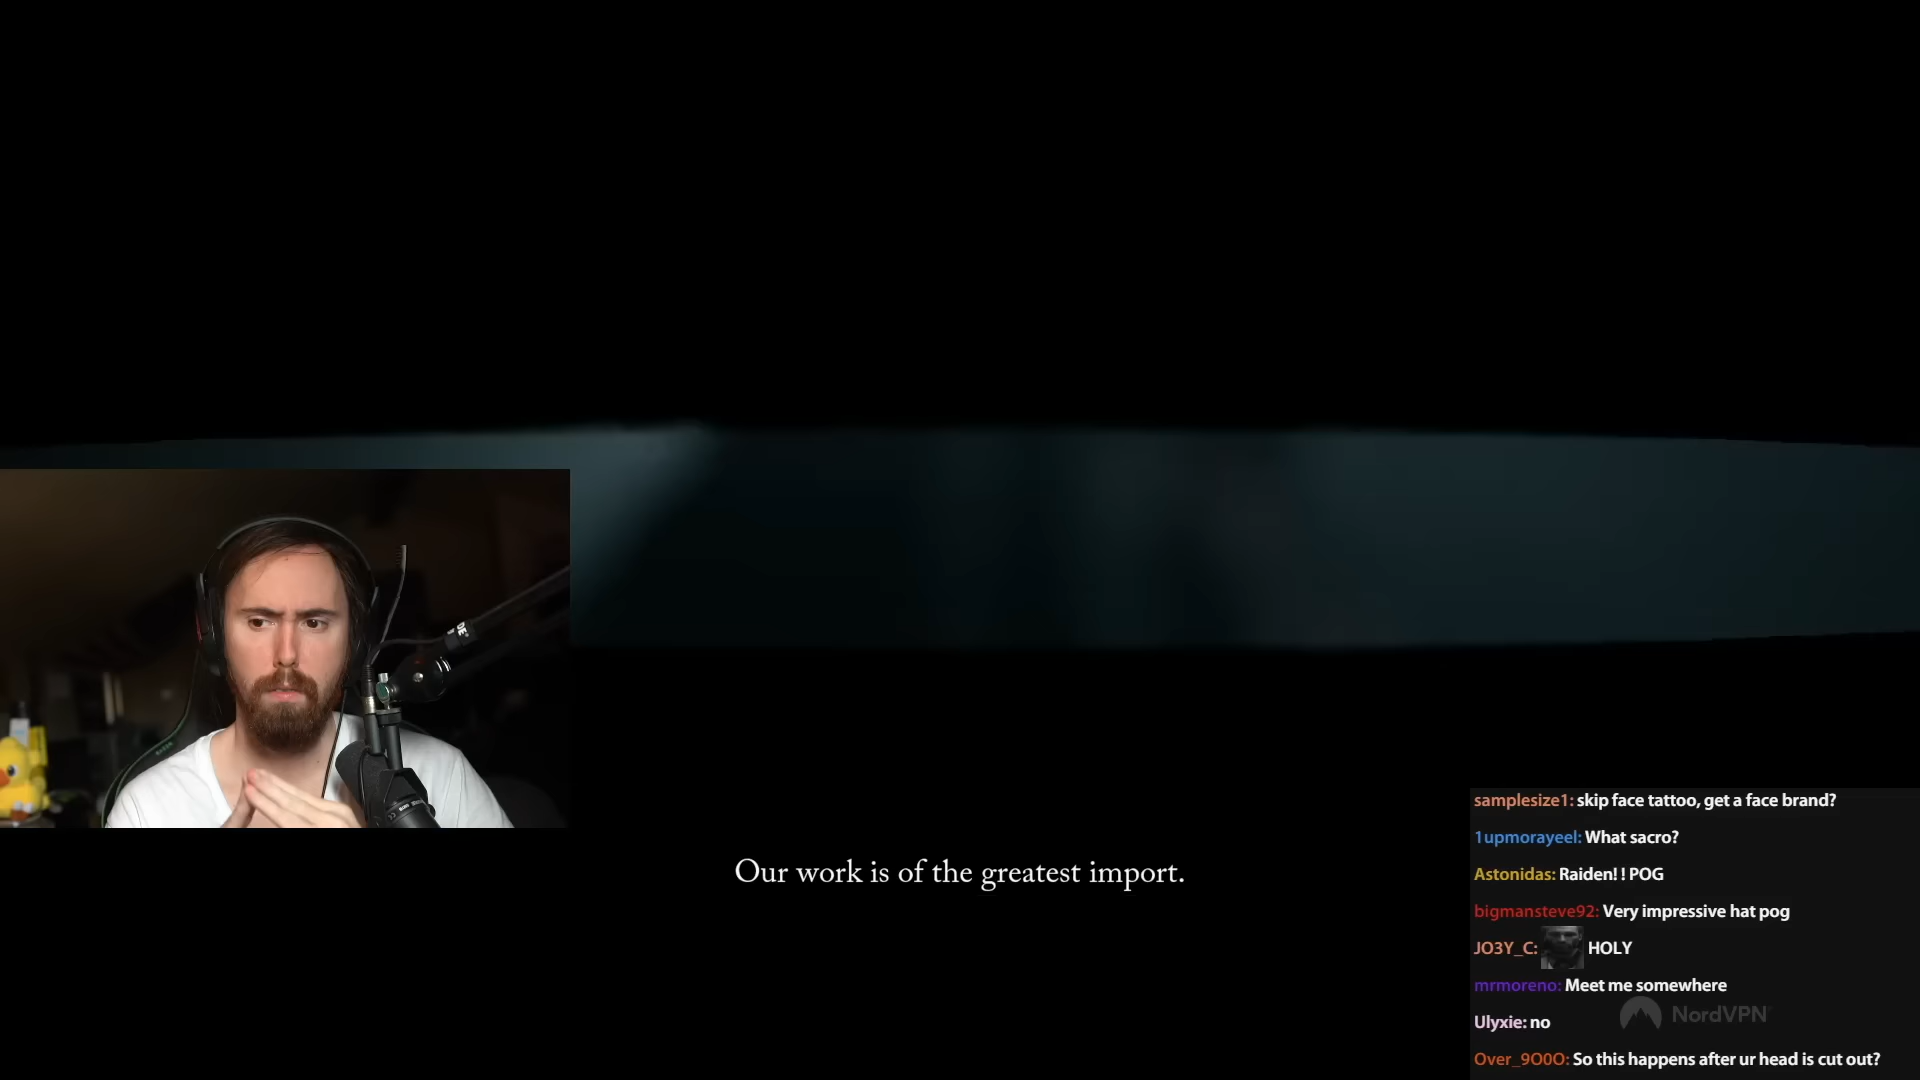 Our work is of the greatest import.
samplesize1: skip face tattoo, get a face brand?
1upmorayeel: What sacro?
Astonidas: Raiden! ! POG
bigmansteve92: Very impressive hat pog
JO3Y_C: HOLY
mrmoreno: Meet me somewhere
NordVPN
Ulyxie: no
Over_9O0O: So this happens after ur head is cut out?